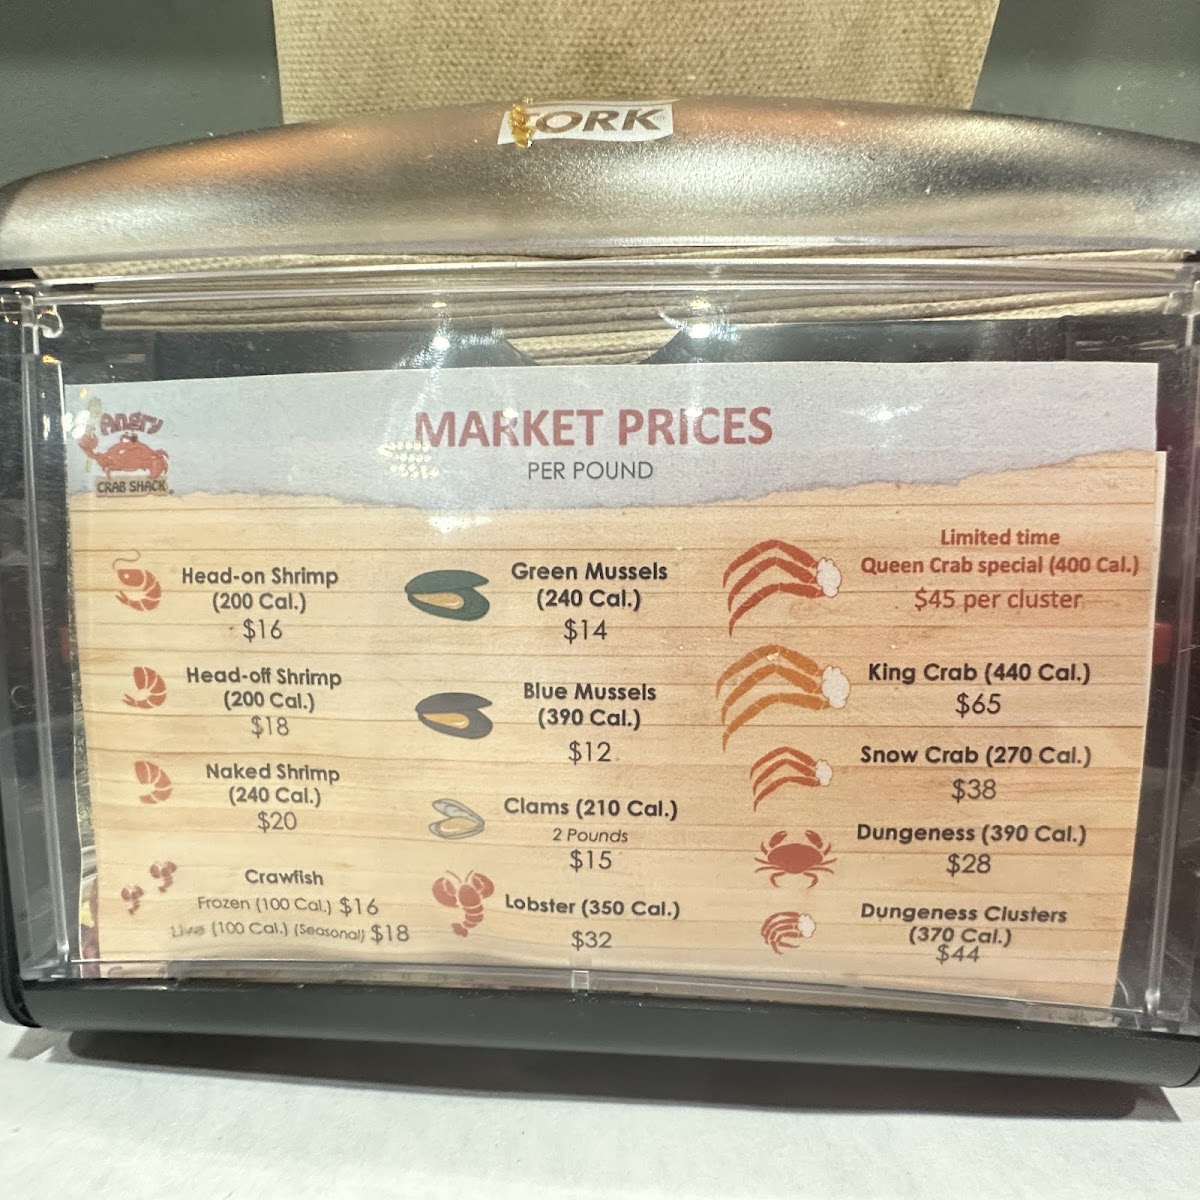 TORK
Angry
CRAB SHACK
MARKET PRICES
PER POUND
Head-on Shrimp
(200 Cal.)
$16
Head-off Shrimp
(200 Cal.)
$18
Naked Shrimp
(240 Cal.)
$20
Crawfish
Frozen (100 Cal.) $16
Live (100 Cal.) (Seasonal) $18
Green Mussels
(240 Cal.)
$14
Blue Mussels
(390 Cal.)
$12
Clams (210 Cal.)
2 Pounds
$15
Lobster (350 Cal.)
$32
Limited time
Queen Crab special (400 Cal.)
$45 per cluster
King Crab (440 Cal.)
$65
Snow Crab (270 Cal.)
$38
Dungeness (390 Cal.)
$28
Dungeness Clusters
(370 Cal.)
$44